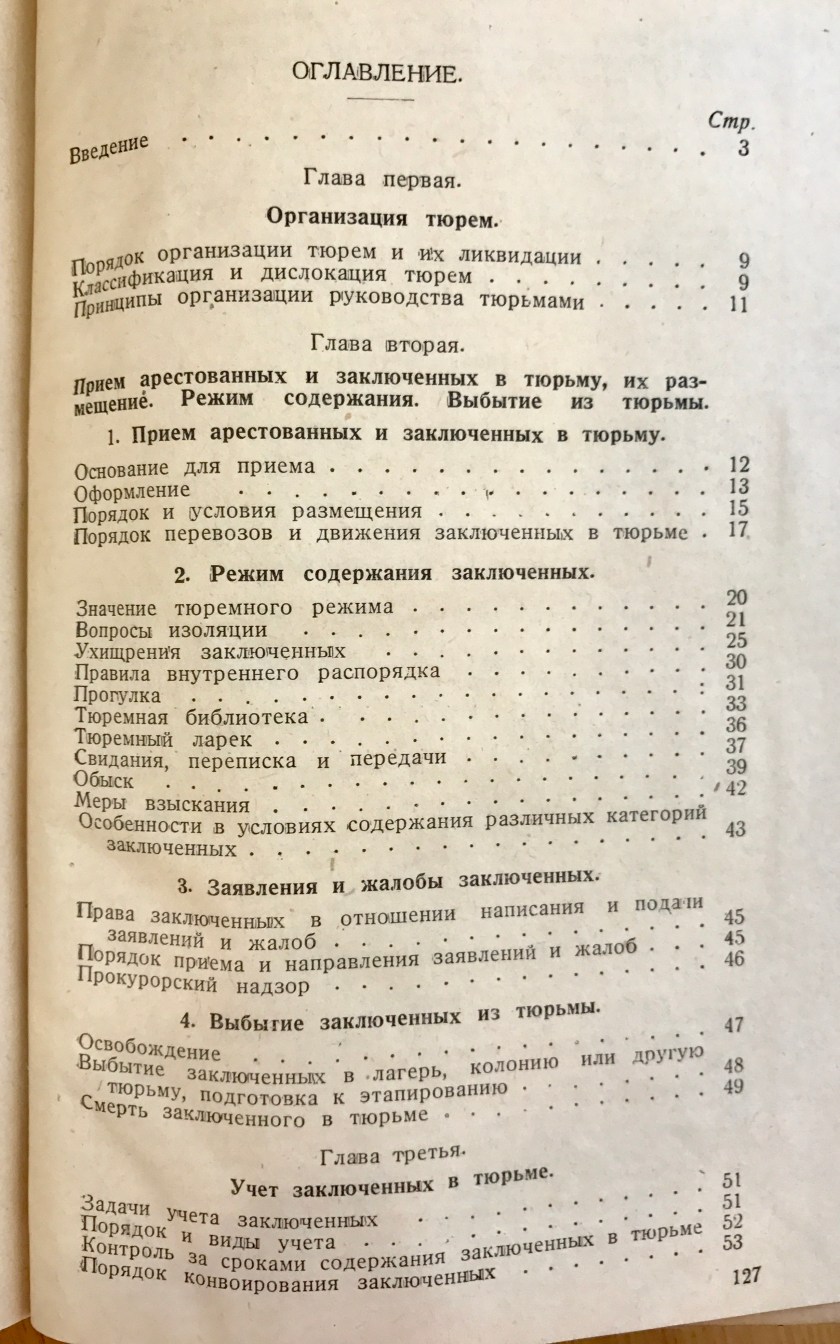 ОГЛАВЛЕНИЕ.
Стр.
Введение . . . . . . . . . . . . . . . . . . . 3
Глава первая.
Организация тюрем.
Порядок организации тюрем и их ликвидации . . . . . 9
Классификация и дислокация тюрем . . . . . . . . . 9
Принципы организации руководства тюрьмами . . . . . 11
Глава вторая.
Прием арестованных и заключенных в тюрьму, их раз-
мещение. Режим содержания. Выбытие из тюрьмы.
1. Прием арестованных и заключенных в тюрьму.
Основание для приема . . . . . . . . . . . . . . 12
Оформление . . . . . . . . . . . . . . . . . 13
Порядок и условия размещения . . . . . . . . . . . 15
Порядок перевозов и движения заключенных в тюрьме . 17
2. Режим содержания заключенных.
Значение тюремного режима . . . . . . . . . . . . 20
Вопросы изоляции . . . . . . . . . . . . . . . 21
Ухищрения заключенных . . . . . . . . . . . . 25
Правила внутреннего распорядка . . . . . . . . . 30
Прогулка . . . . . . . . . . . . . . . . . . . 31
Тюремная библиотека . . . . . . . . . . . . . . . 33
Тюремный ларек . . . . . . . . . . . . . . . . . 36
Свидания, переписка и передачи . . . . . . . . . . 37
Обыск . . . . . . . . . . . . . . . . . . . . 39
Меры взыскания . . . . . . . . . . . . . . . . . 42
Особенности в условиях содержания различных категорий
заключенных . . . . . . . . . . . . . . . . . 43
3. Заявления и жалобы заключенных.
Права заключенных в отношении написания и подачи
заявлений и жалоб . . . . . . . . . . . . . . 45
Порядок приема и направления заявлений и жалоб . . . 45
Прокурорский надзор . . . . . . . . . . . . . . 46
4. Выбытие заключенных из тюрьмы.
Освобождение . . . . . . . . . . . . . . . . . 47
Выбытие заключенных в лагерь, колонию или другую
тюрьму, подготовка к этапированию . . . . . . . 48
Смерть заключенного в тюрьме . . . . . . . . . . 49
Глава третья.
Учет заключенных в тюрьме.
Задачи учета заключенных . . . . . . . . . . . 51
Порядок и виды учета . . . . . . . . . . . . . . 51
Контроль за сроками содержания заключенных в тюрьме 52
Порядок конвоирования заключенных . . . . . . . . 53
127